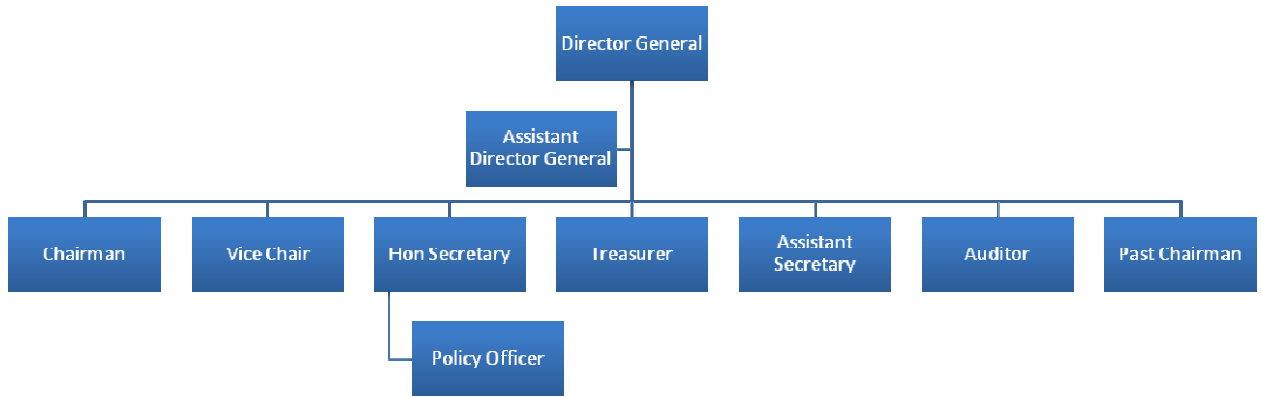 Director General
Assistant
Director General
Chairman
Vice Chair
Hon Secretary
Treasurer
Assistant
Secretary
Auditor
Past Chairman
Policy Officer